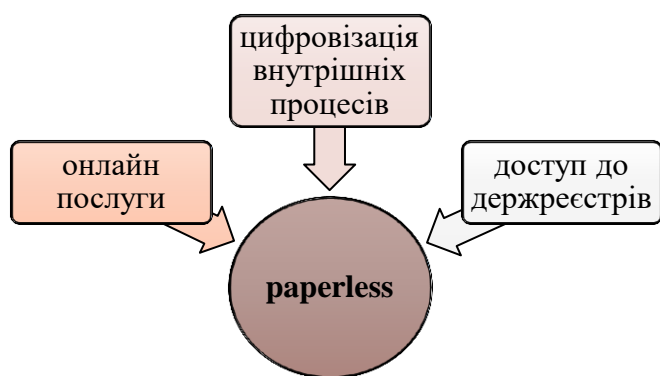 цифровізація
внутрішніх
процесів
онлайн
послуги
доступ до
держреєстрів
paperless